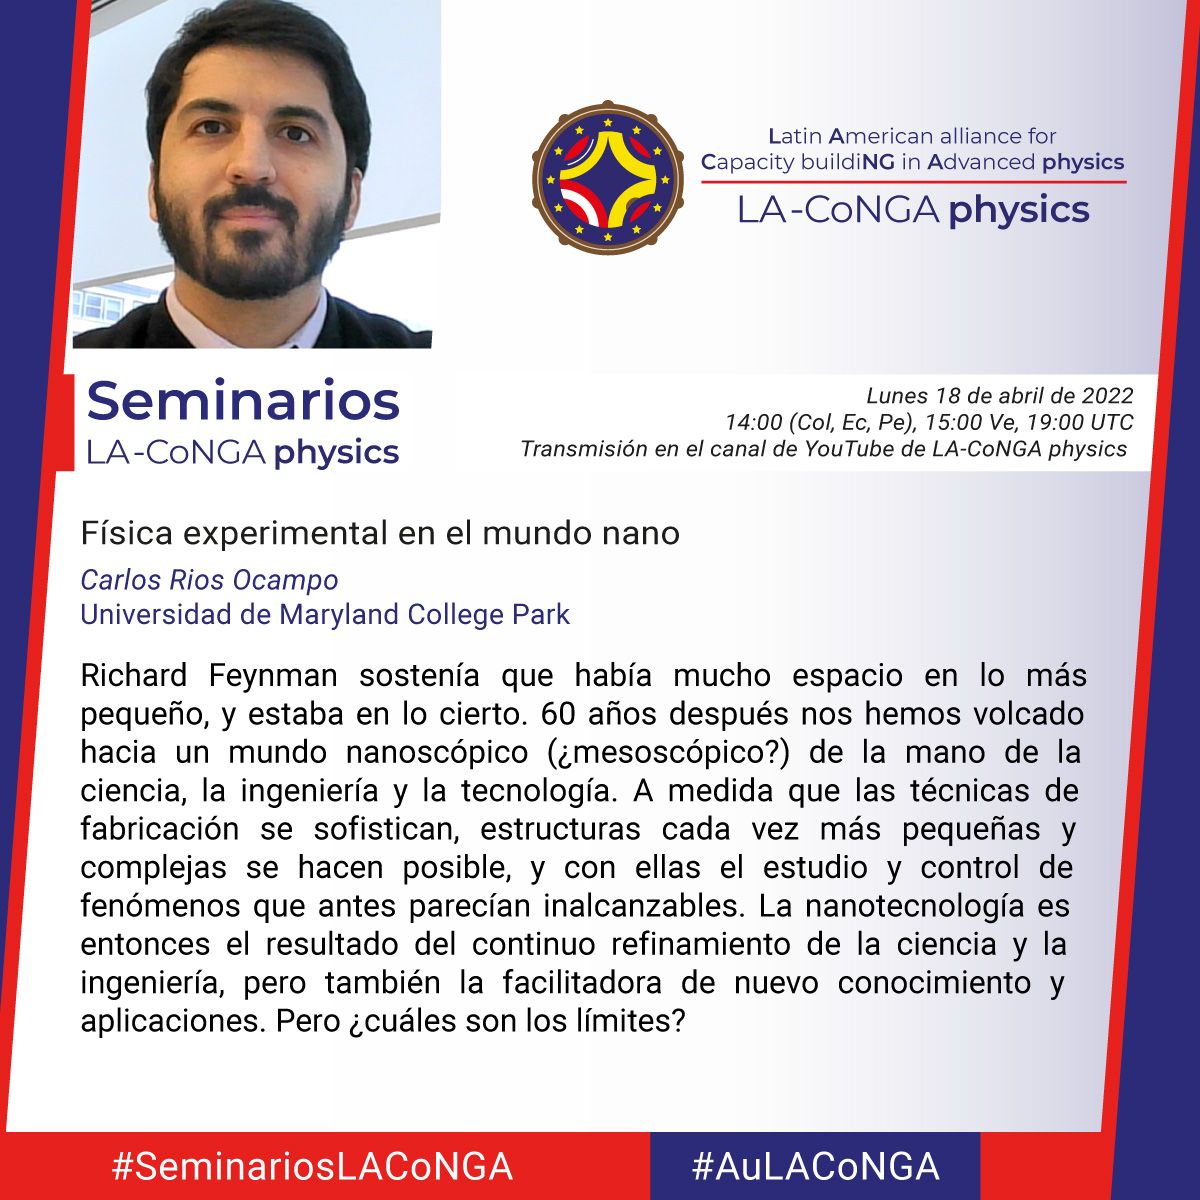 Latin American alliance for
Capacity buildiNG in Advanced physics
LA-CoNGA physics
Seminarios
LA-CoNGA physics
Lunes 18 de abril de 2022
14:00 (Col, Ec, Pe), 15:00 Ve, 19:00 UTC
Transmisión en el canal de YouTube de LA-CoNGA physics
Física experimental en el mundo nano
Carlos Rios Ocampo
Universidad de Maryland College Park
Richard Feynman sostenía que había mucho espacio en lo más
pequeño, y estaba en lo cierto. 60 años después nos hemos volcado
hacia un mundo nanoscópico (¿mesoscópico?) de la mano de la
ciencia, la ingeniería y la tecnología. A medida que las técnicas de
fabricación se sofistican, estructuras cada vez más pequeñas y
complejas se hacen posible, y con ellas el estudio y control de
fenómenos que antes parecían inalcanzables. La nanotecnología es
entonces el resultado del continuo refinamiento de la ciencia y la
ingeniería, pero también la facilitadora de nuevo conocimiento y
aplicaciones. Pero ¿cuáles son los límites?
#SeminariosLACoNGA
#AuLACoNGA